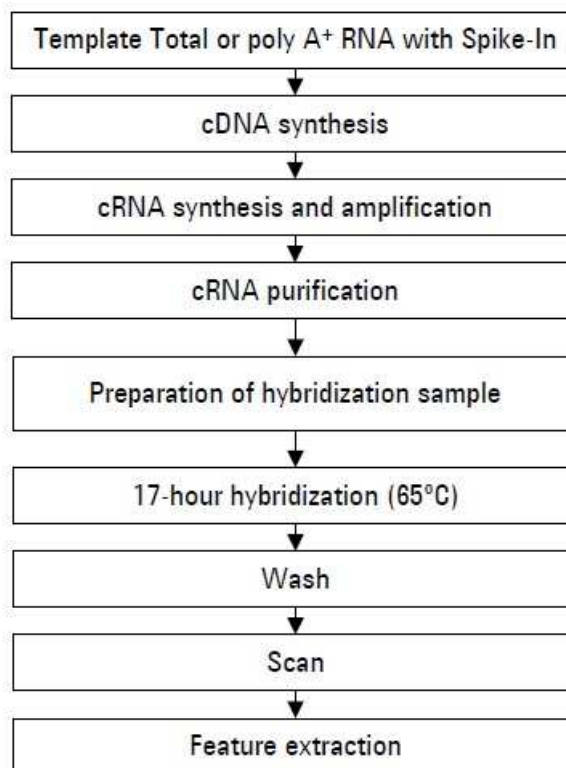 Template Total or poly A+ RNA with Spike-In
cDNA synthesis
cRNA synthesis and amplification
cRNA purification
Preparation of hybridization sample
17-hour hybridization (65ºC)
Wash
Scan
Feature extraction